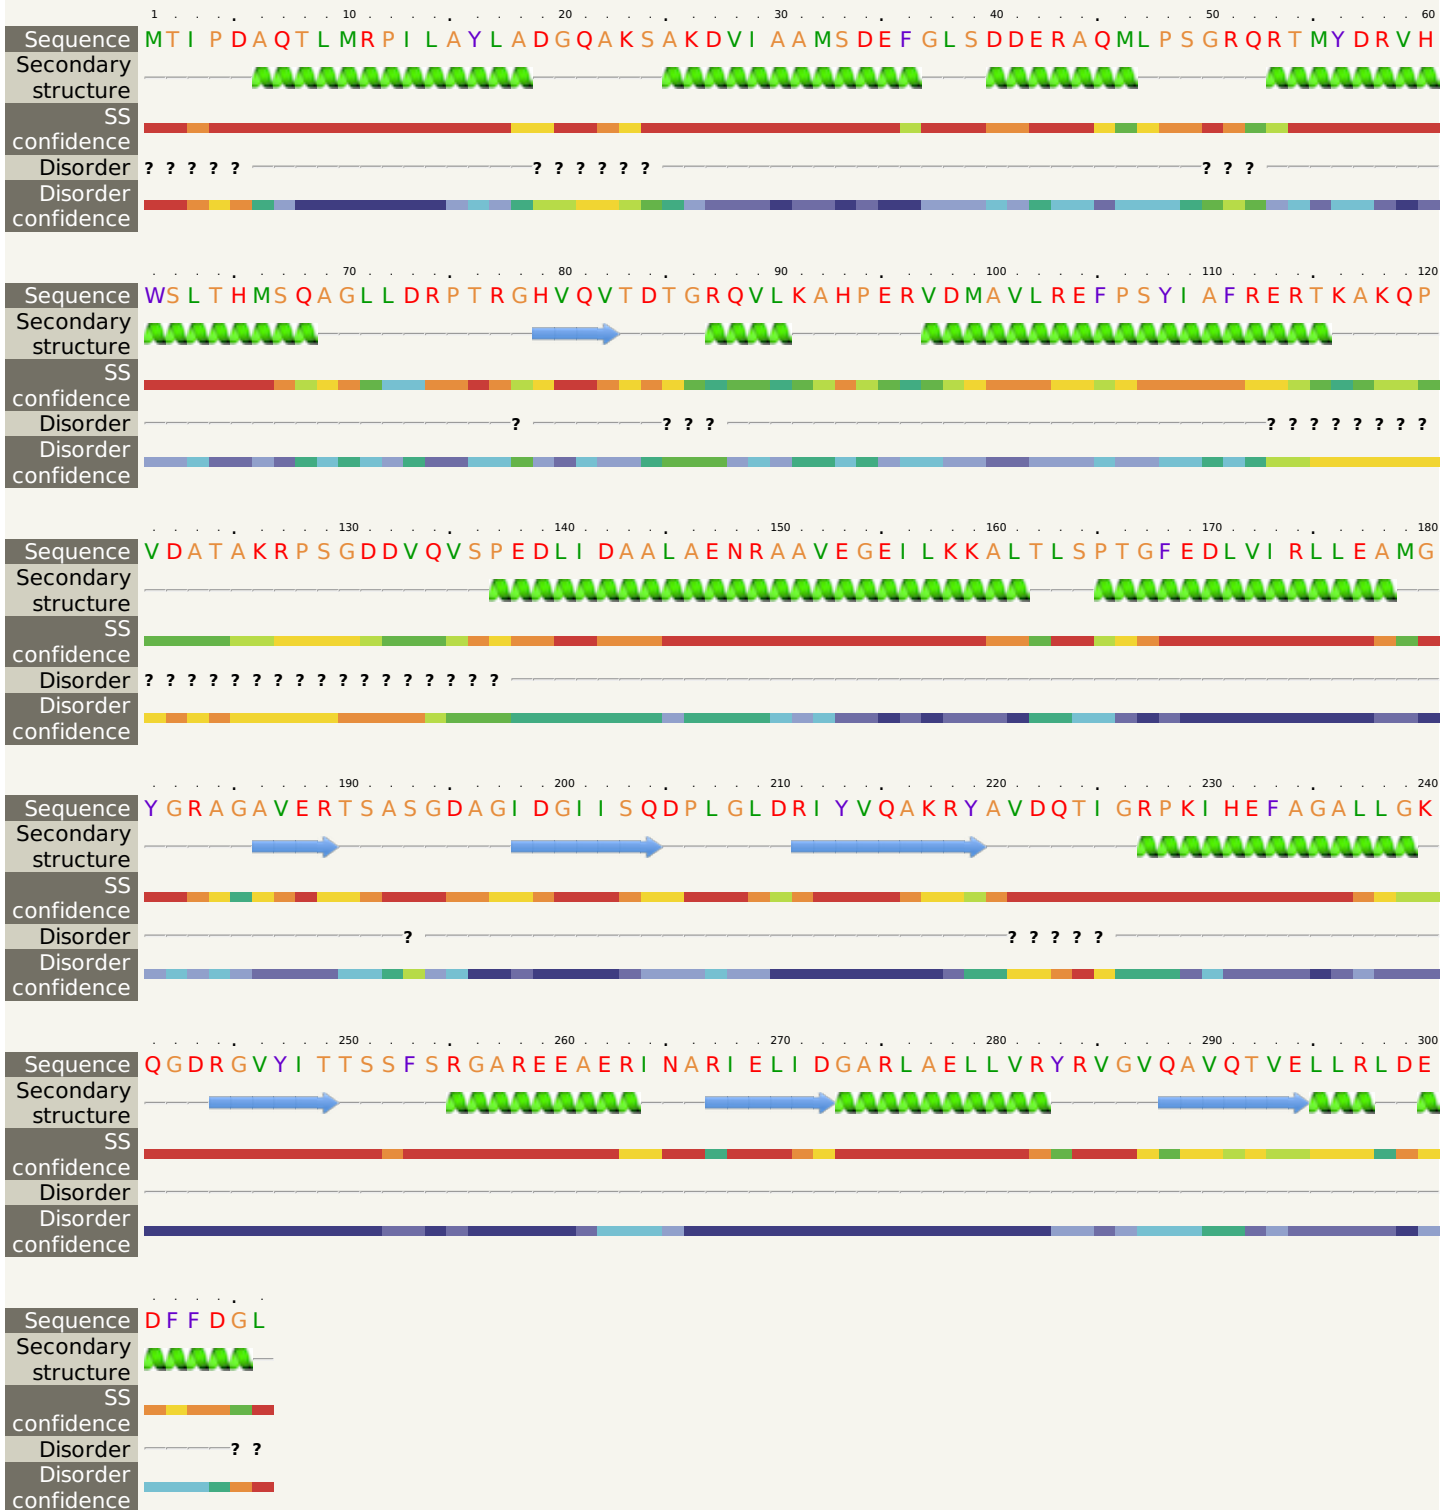 1 10 20 30 40 50 60
Sequence MTIPDAQTLMRPILAYLADGQAKSAKDVIAAMSDEFGLSDDERAQMLPSGRQRTMYDRVH
Secondary
structure
SS
confidence
Disorder ? ? ? ? ? ? ? ? ? ? ? ? ? ?
Disorder
confidence
70 80 90 100 110 120
Sequence WSLTHMSQAGLLDRPTRGHVQVTDTGRQVLKAHPERVDMAVLREFPSYIAFRERTKAKQP
Secondary
structure
SS
confidence
Disorder ? ? ? ? ? ? ? ? ? ? ? ?
Disorder
confidence
130 140 150 160 170 180
Sequence VDATAKRPSGDDVQVSPEDLIDAALAENRAAVEGEILKKALTLSPTGFEDLVIRLLEAMG
Secondary
structure
SS
confidence
Disorder ? ? ? ? ? ? ? ? ? ? ? ? ? ? ? ? ?
Disorder
confidence
190 200 210 220 230 240
Sequence YGRAGAVERTSASGDAGIDGIISQDPLGLDRIYVQAKRYAVDQTIGRPKIHEFAGALLGK
Secondary
structure
SS
confidence
Disorder ? ? ? ? ? ?
Disorder
confidence
250 260 270 280 290 300
Sequence QGDRGVYITTSSFSRGAREEAERINARIELIDGARLAELLVRYRVGVQAVQTVELLRLDE
Secondary
structure
SS
confidence
Disorder
Disorder
confidence
Sequence DFFDGL
Secondary
structure
SS
confidence
Disorder ? ?
Disorder
confidence